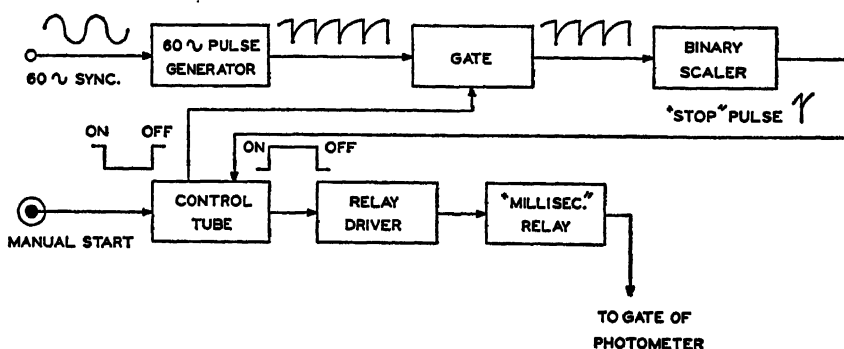 60 ∿ SYNC.
60 ∿ PULSE
GENERATOR
GATE
BINARY
SCALER
"STOP" PULSE
ON OFF
ON OFF
MANUAL START
CONTROL
TUBE
RELAY
DRIVER
"MILLISEC."
RELAY
TO GATE OF
PHOTOMETER